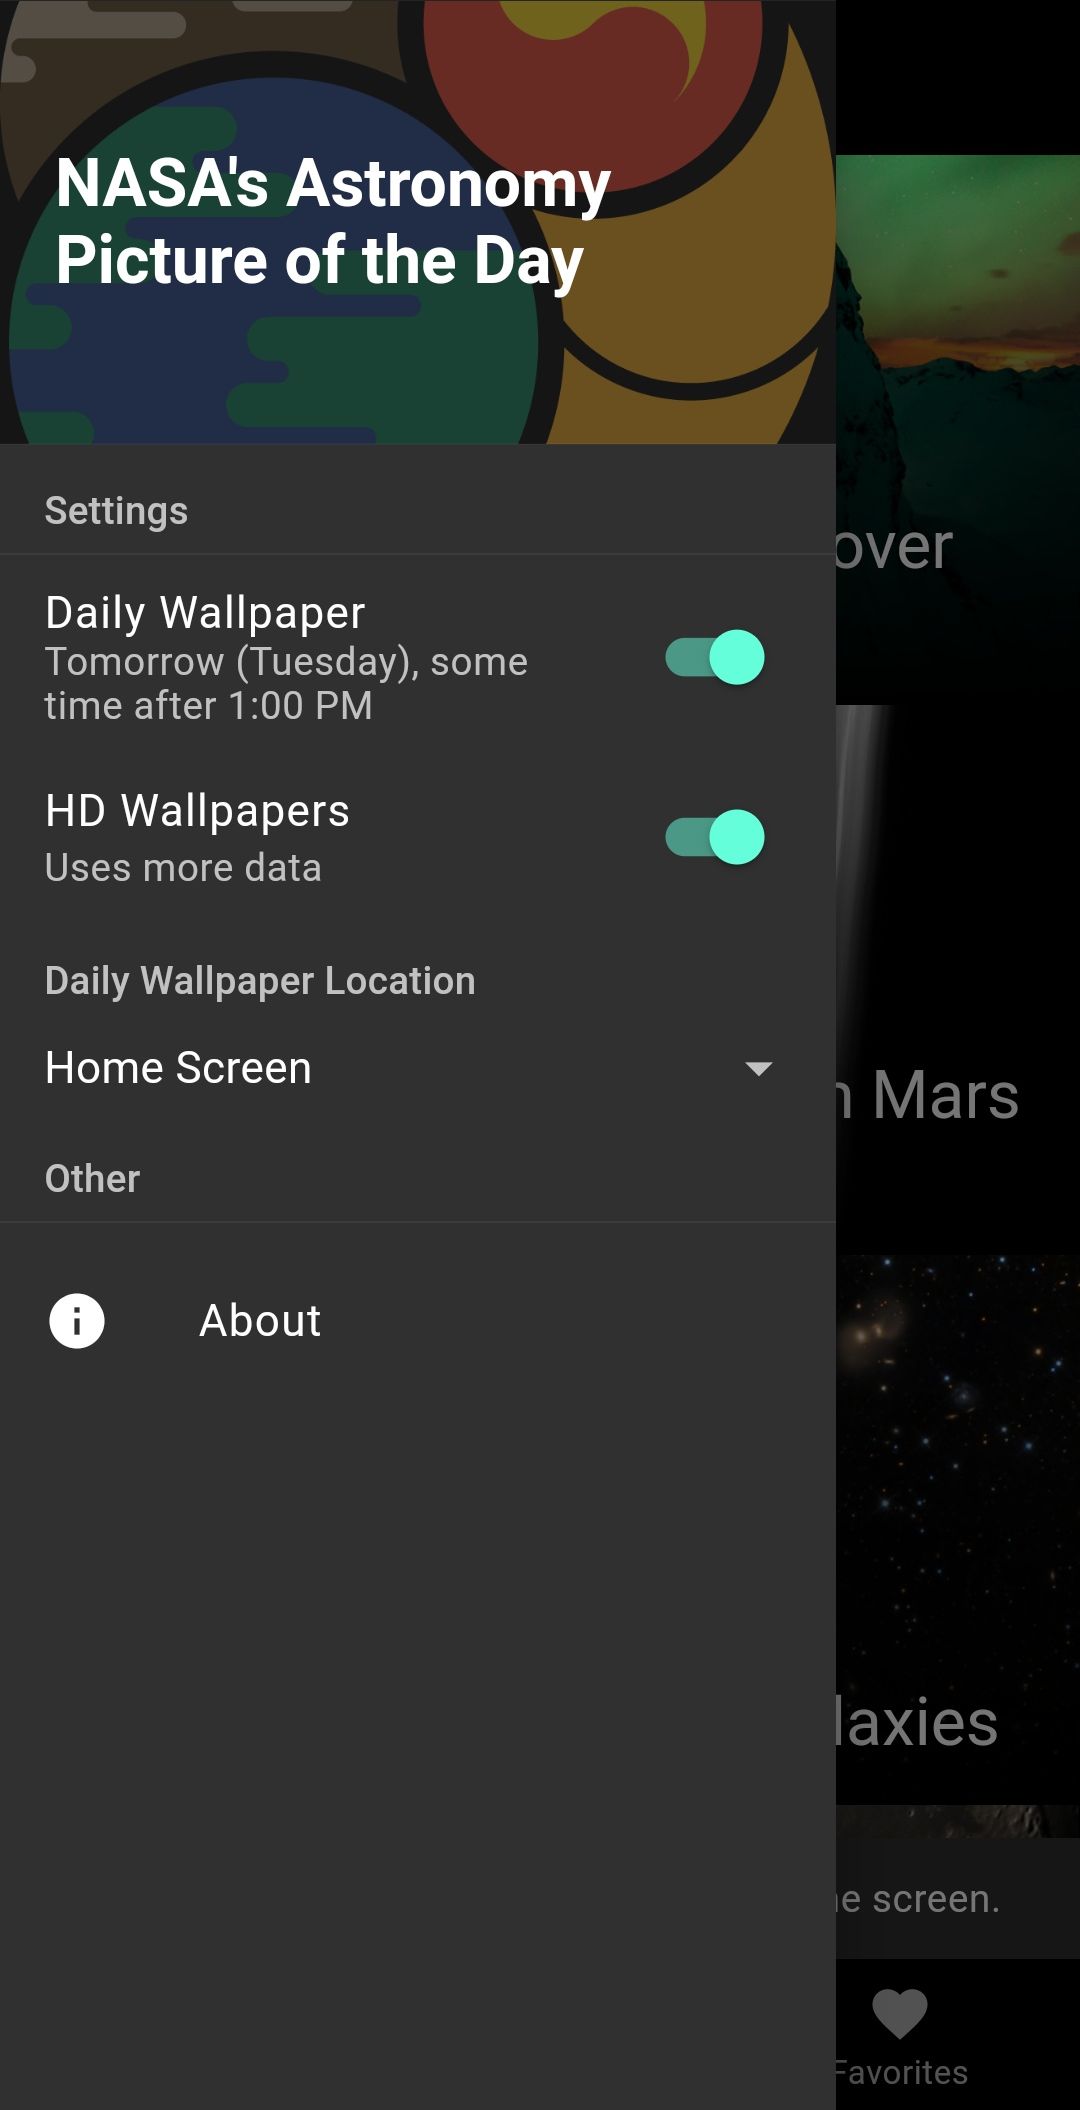 NASA's Astronomy
Picture of the Day
Settings
Daily Wallpaper
Tomorrow (Tuesday), some
time after 1:00 PM
HD Wallpapers
Uses more data
Daily Wallpaper Location
Home Screen
Other
About
over
Mars
laxies
screen.
Favorites